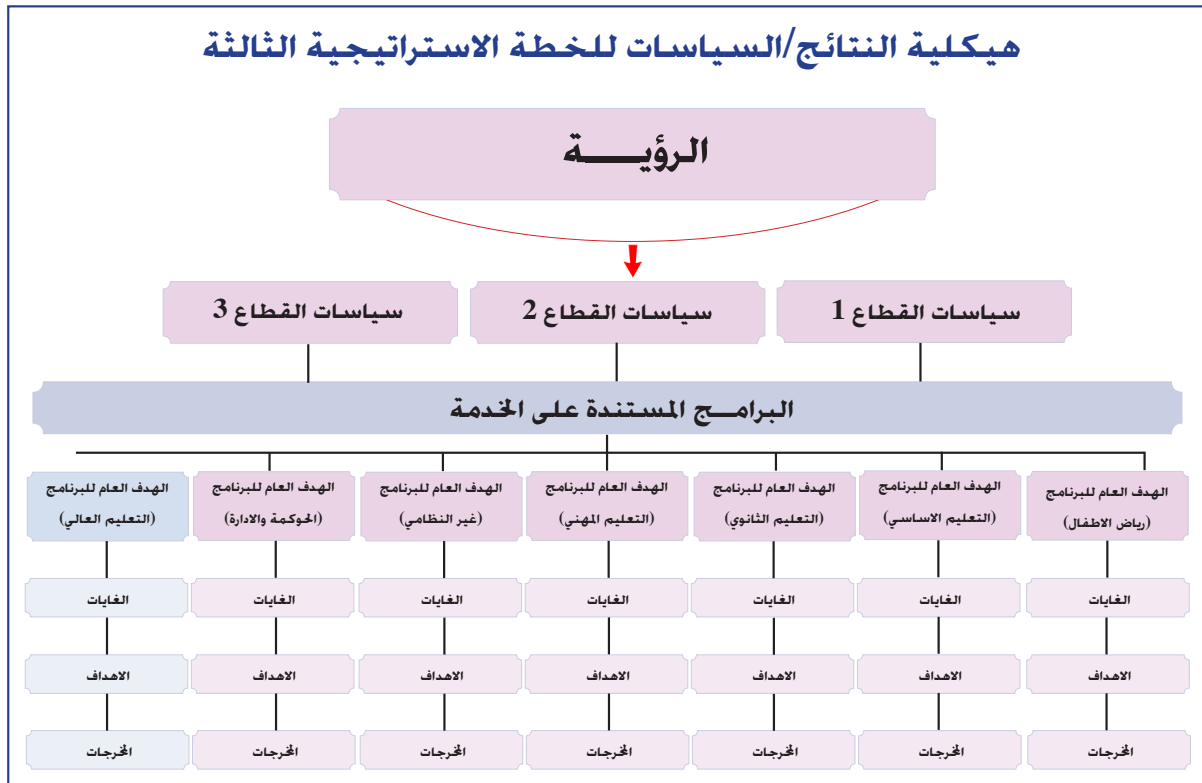 هيكلية النتائج/السياسات للخطة الاستراتيجية الثالثة
الرؤيـــــة
سياسات القطاع 1
سياسات القطاع 2
سياسات القطاع 3
البرامـــج المستندة على الخدمة
الهدف العام للبرنامج
(رياض الاطفال)
الهدف العام للبرنامج
(التعليم الاساسي)
الهدف العام للبرنامج
(التعليم الثانوي)
الهدف العام للبرنامج
(التعليم المهني)
الهدف العام للبرنامج
(غير النظامي)
الهدف العام للبرنامج
(الحوكمة والادارة)
الهدف العام للبرنامج
(التعليم العالي)
الغايات
الغايات
الغايات
الغايات
الغايات
الغايات
الغايات
الاهداف
الاهداف
الاهداف
الاهداف
الاهداف
الاهداف
الاهداف
المخرجات
المخرجات
المخرجات
المخرجات
المخرجات
المخرجات
المخرجات